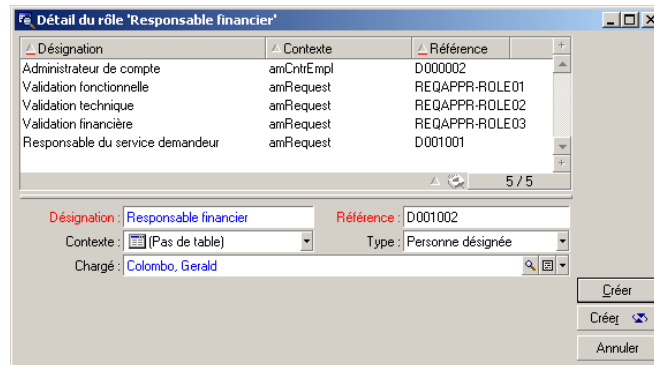 Détail du rôle 'Responsable financier'
Désignation Contexte Référence
Administrateur de compte amCntrEmpl D000002
Validation fonctionnelle amRequest REQAPPR-ROLE01
Validation technique amRequest REQAPPR-ROLE02
Validation financière amRequest REQAPPR-ROLE03
Responsable du service demandeur amRequest D001001
5 / 5
Désignation : Responsable financier Référence : D001002
Contexte : (Pas de table) Type : Personne désignée
Chargé : Colombo, Gerald
Créer
Créer
Annuler